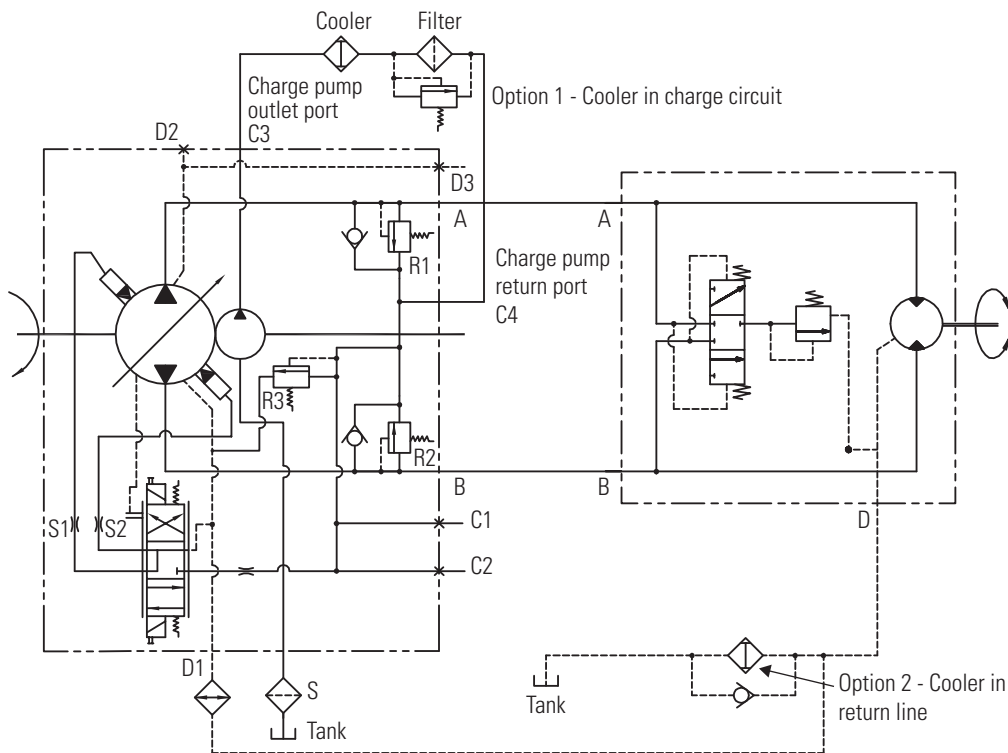 Cooler
Filter
Charge pump
outlet port
C3
Option 1 - Cooler in charge circuit
D2
D3
A
A
R1
Charge pump
return port
C4
R3
R2
B
B
S1
S2
C1
C2
D
D1
S
Tank
Tank
Option 2 - Cooler in
return line